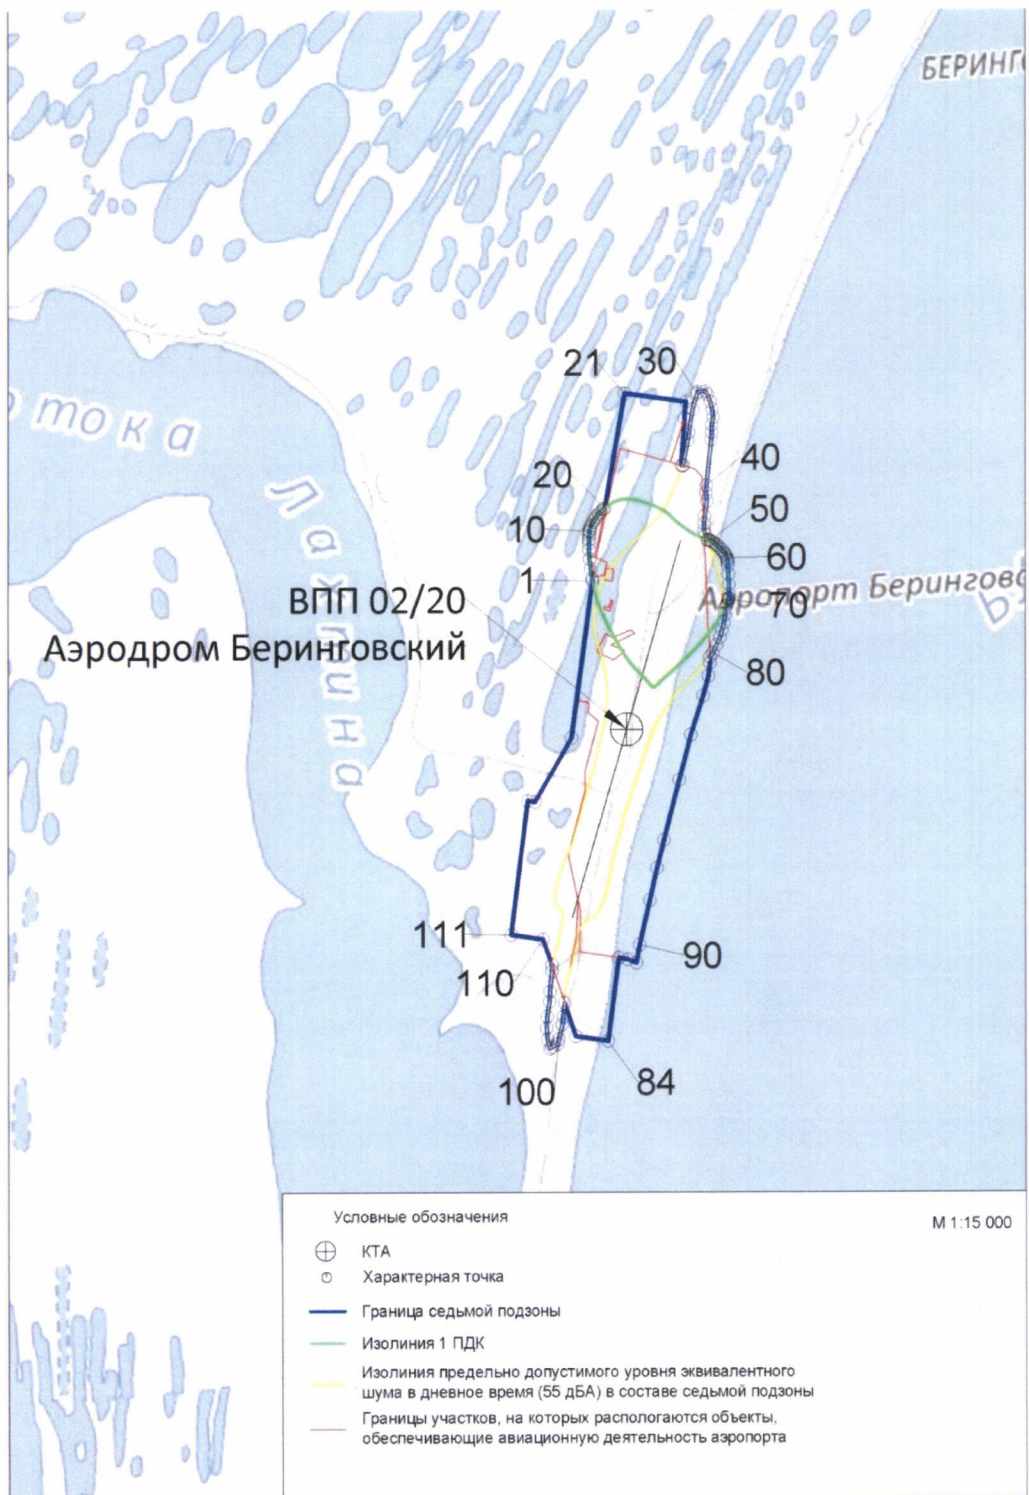 БЕРИНГ
21
30
отока
Лахтина
20
40
10
50
1
60
ВПП 02/20
Аэропорт Беринговс
70
Аэродром Беринговский
80
111
90
110
84
100
Условные обозначения
М 1:15 000
КТА
Характерная точка
Граница седьмой подзоны
Изолиния 1 ПДК
Изолиния предельно допустимого уровня эквивалентного
шума в дневное время (55 дБА) в составе седьмой подзоны
Границы участков, на которых распологаются объекты,
обеспечивающие авиационную деятельность аэропорта